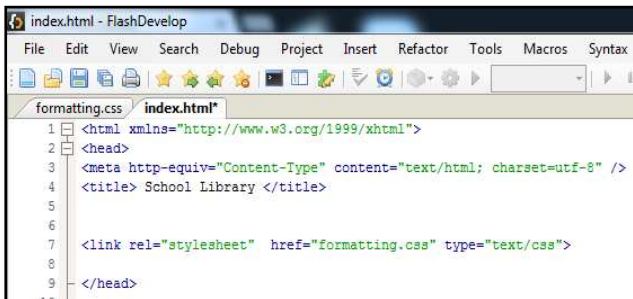 index.html - FlashDevelop
File Edit View Search Debug Project Insert Refactor Tools Macros Syntax
formatting.css index.html*
1 <html xmlns="http://www.w3.org/1999/xhtml">
2 <head>
3 <meta http-equiv="Content-Type" content="text/html; charset=utf-8" />
4 <title> School Library </title>
5
6
7 <link rel="stylesheet" href="formatting.css" type="text/css">
8
9 </head>